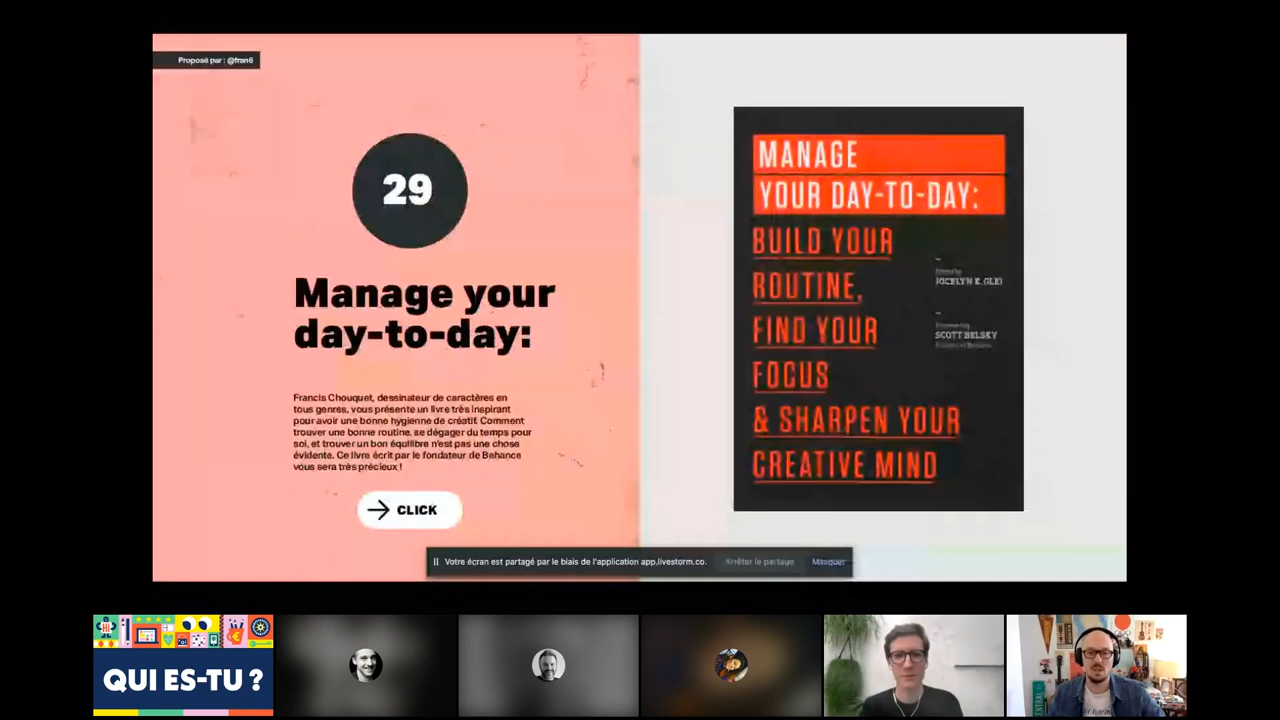 Proposé par : @fran6
29
Manage your
day-to-day:
Francis Chouquet, dessinateur de caractères en
tous genres, vous présente un livre très inspirant
pour avoir une bonne hygienne de créatif. Comment
trouver une bonne routine, se dégager du temps pour
soi, et trouver un bon équilibre n'est pas une chose
évidente. Ce livre écrit par le fondateur de Behance
vous sera très précieux !
CLICK
MANAGE
YOUR DAY-TO-DAY:
BUILD YOUR
ROUTINE,
FIND YOUR
FOCUS
& SHARPEN YOUR
CREATIVE MIND
JOCELYN K. GLEI
SCOTT BELSKY
Votre écran est partagé par le biais de l'application app.livestorm.co.
Arrêter le partage
Masquer
HI
QUI ES-TU ?